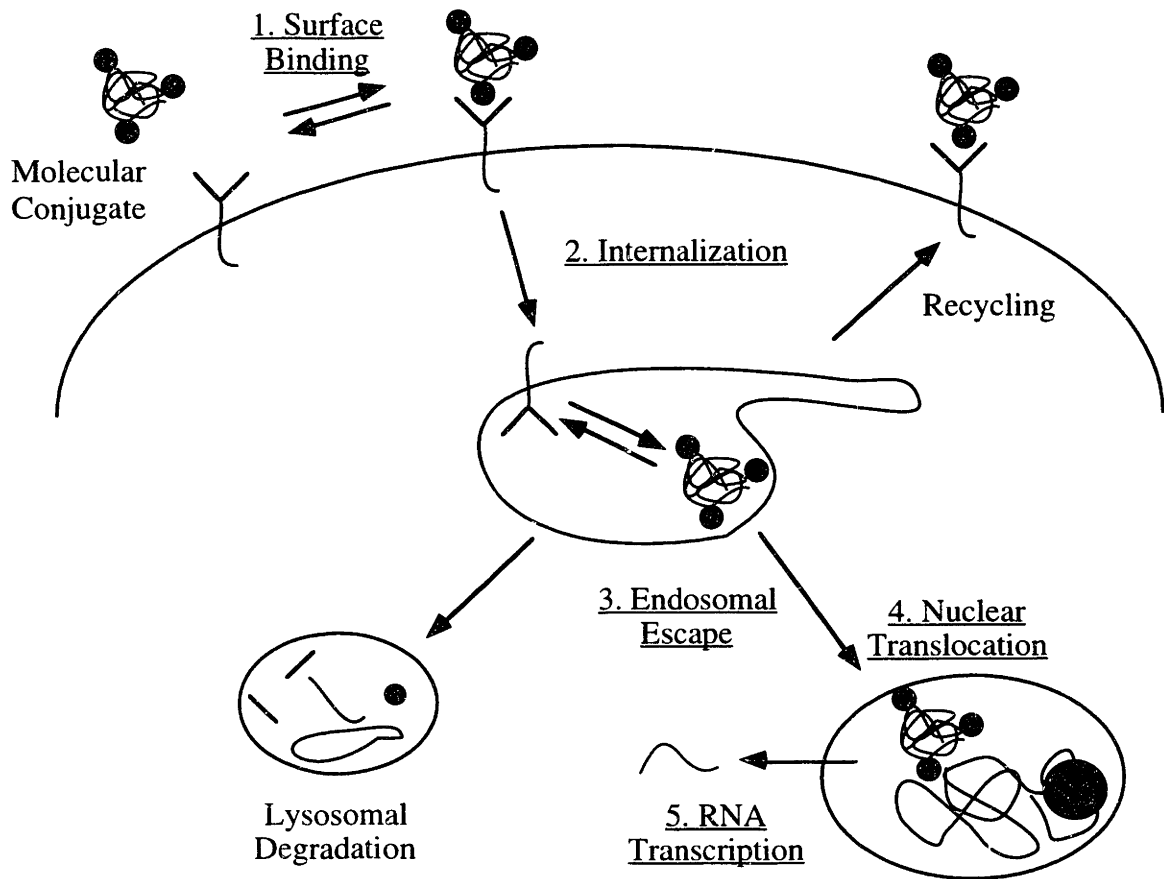 1. Surface
Binding
Molecular
Conjugate
2. Internalization
Recycling
3. Endosomal
Escape
4. Nuclear
Translocation
Lysosomal
Degradation
5. RNA
Transcription